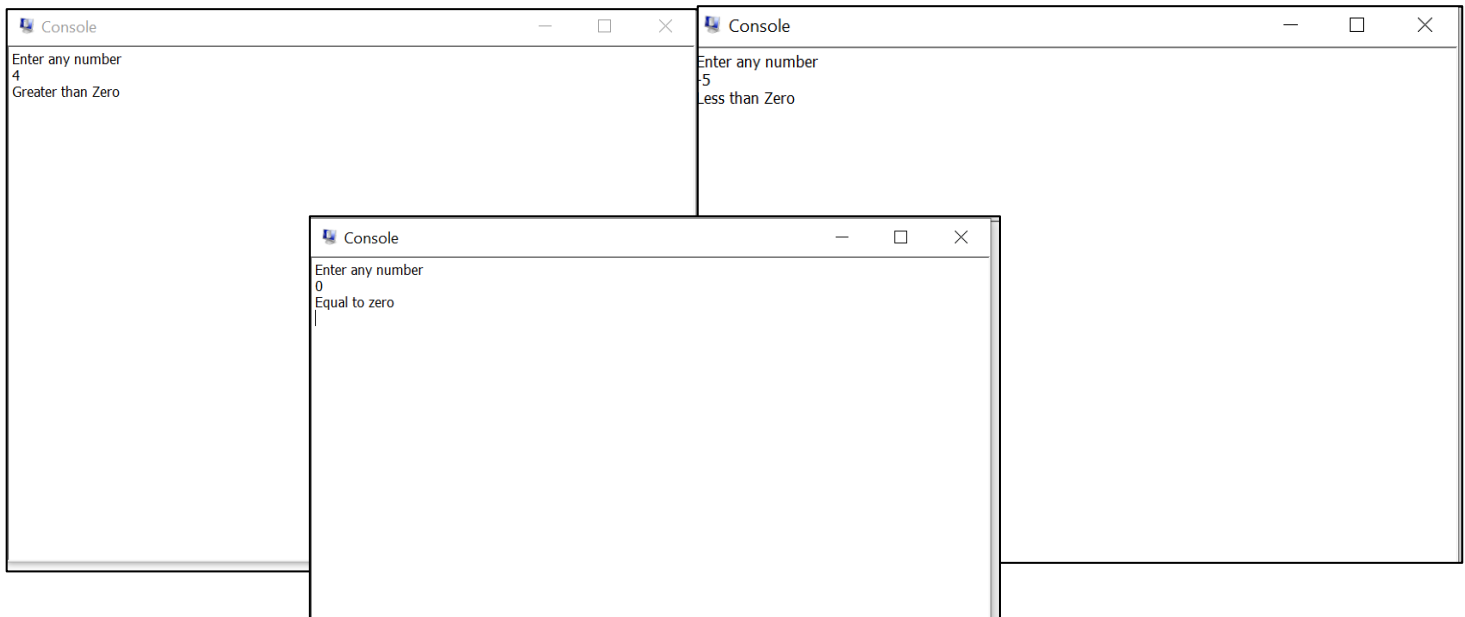 Console
Enter any number
4
Greater than Zero
Console
Enter any number
-5
Less than Zero
Console
Enter any number
0
Equal to zero